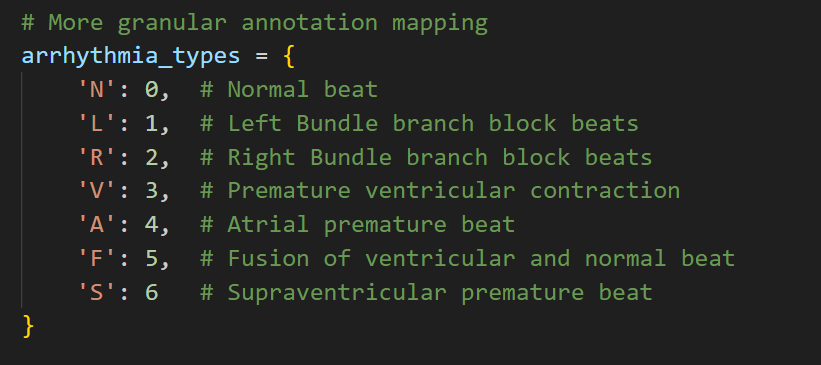 # More granular annotation mapping
arrhythmia_types = {
    'N': 0,  # Normal beat
    'L': 1,  # Left Bundle branch block beats
    'R': 2,  # Right Bundle branch block beats
    'V': 3,  # Premature ventricular contraction
    'A': 4,  # Atrial premature beat
    'F': 5,  # Fusion of ventricular and normal beat
    'S': 6   # Supraventricular premature beat
}